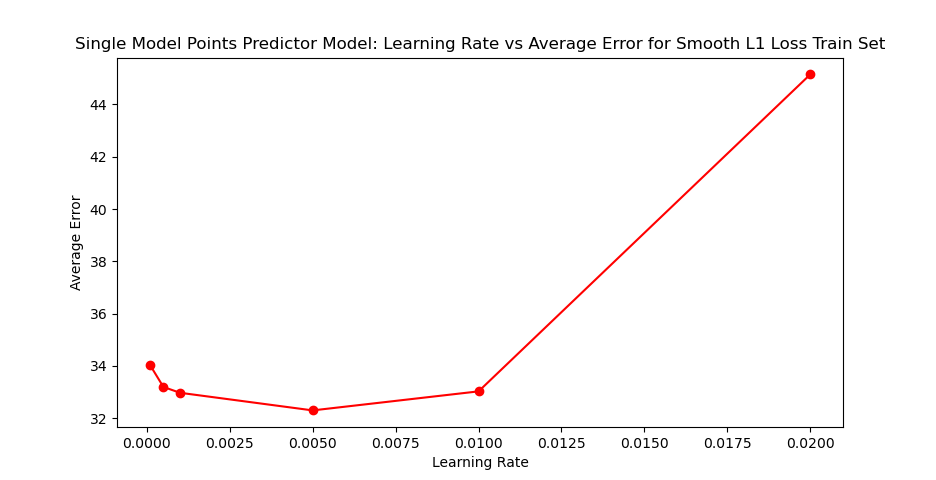 Single Model Points Predictor Model: Learning Rate vs Average Error for Smooth L1 Loss Train Set
44
42
40
38
36
34
32
Average Error
0.0000 0.0025 0.0050 0.0075 0.0100 0.0125 0.0150 0.0175 0.0200
Learning Rate